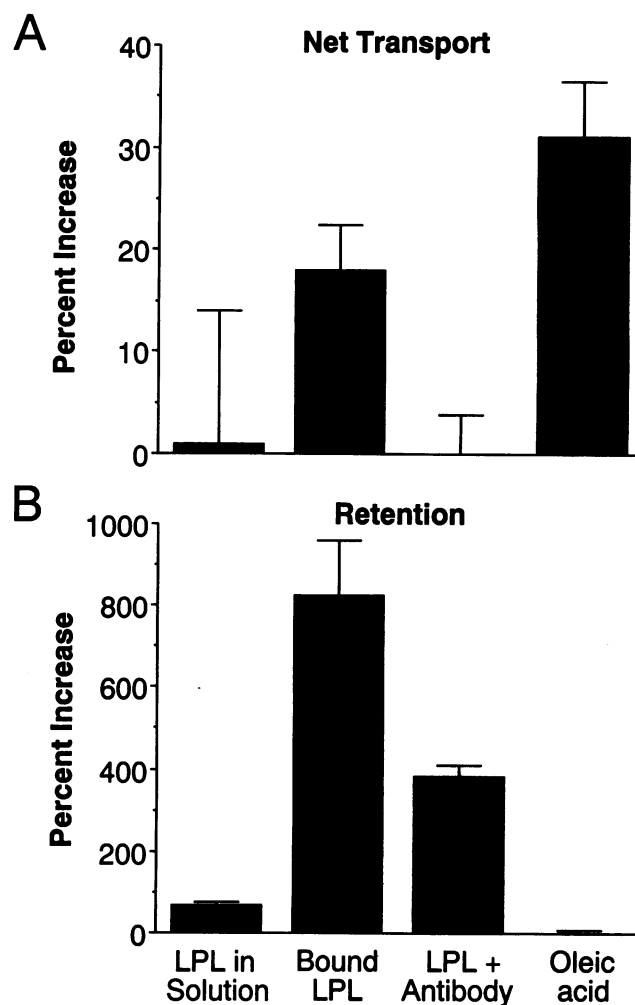 A
Net Transport
Percent Increase
40
30
20
10
0
B
Retention
Percent Increase
1000
800
600
400
200
0
LPL in
Solution
Bound
LPL
LPL +
Antibody
Oleic
acid